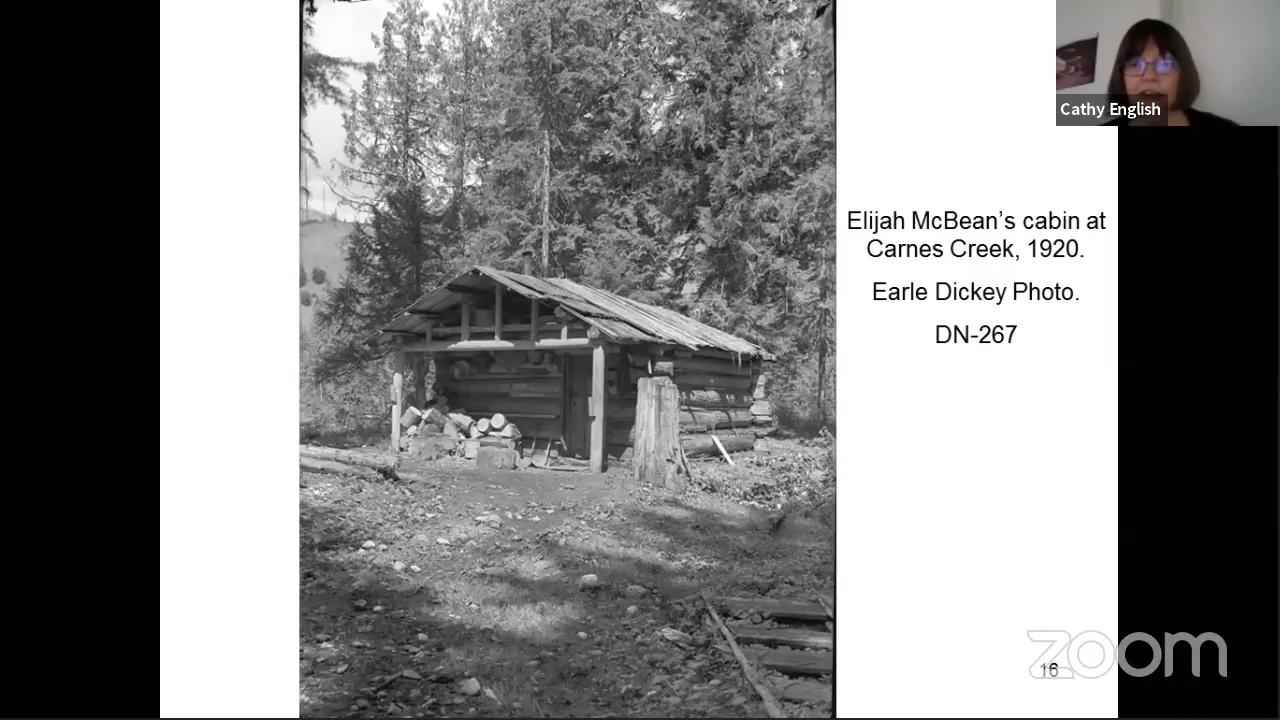 Cathy English
Elijah McBean’s cabin at
Carnes Creek, 1920.
Earle Dickey Photo.
DN-267
16
zoom